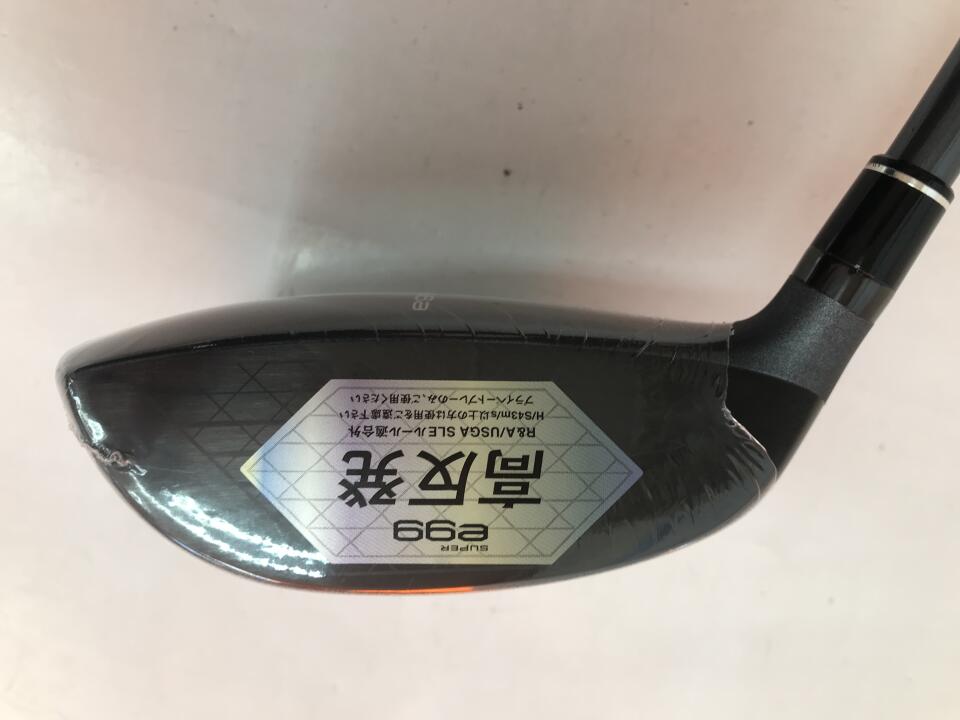 SUPER
egg
高反発
R&A/USGA SLEルール適合外
H/S43m/s以上の方は使用をご遠慮下さい
プライベートプレーのみ、ご使用ください